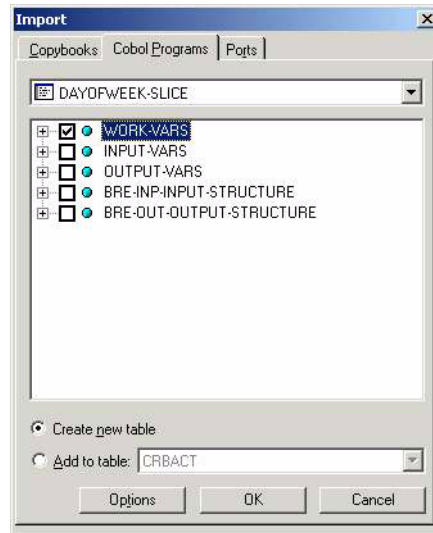 Import
Copybooks Cobol Programs Ports
DAYOFWEEK-SLICE
WORK-VARS
INPUT-VARS
OUTPUT-VARS
BRE-INP-INPUT-STRUCTURE
BRE-OUT-OUTPUT-STRUCTURE
Create new table
Add to table: CRBACT
Options OK Cancel